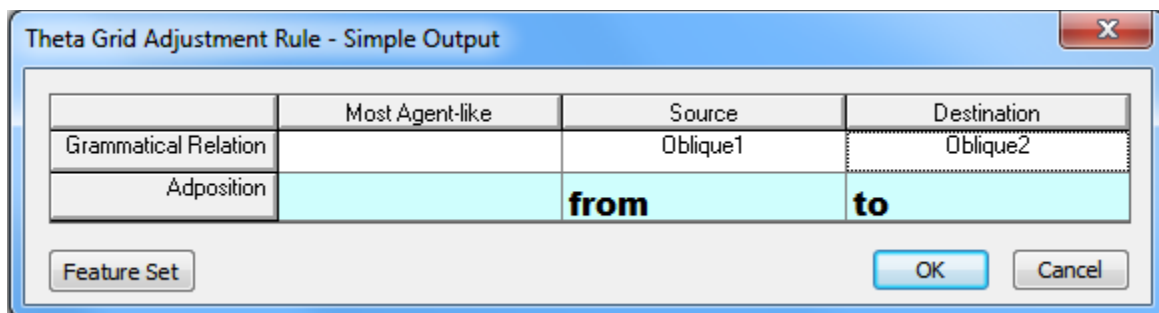 Theta Grid Adjustment Rule - Simple Output
Most Agent-like Source Destination
Grammatical Relation Oblique1 Oblique2
Adposition from to
Feature Set OK Cancel